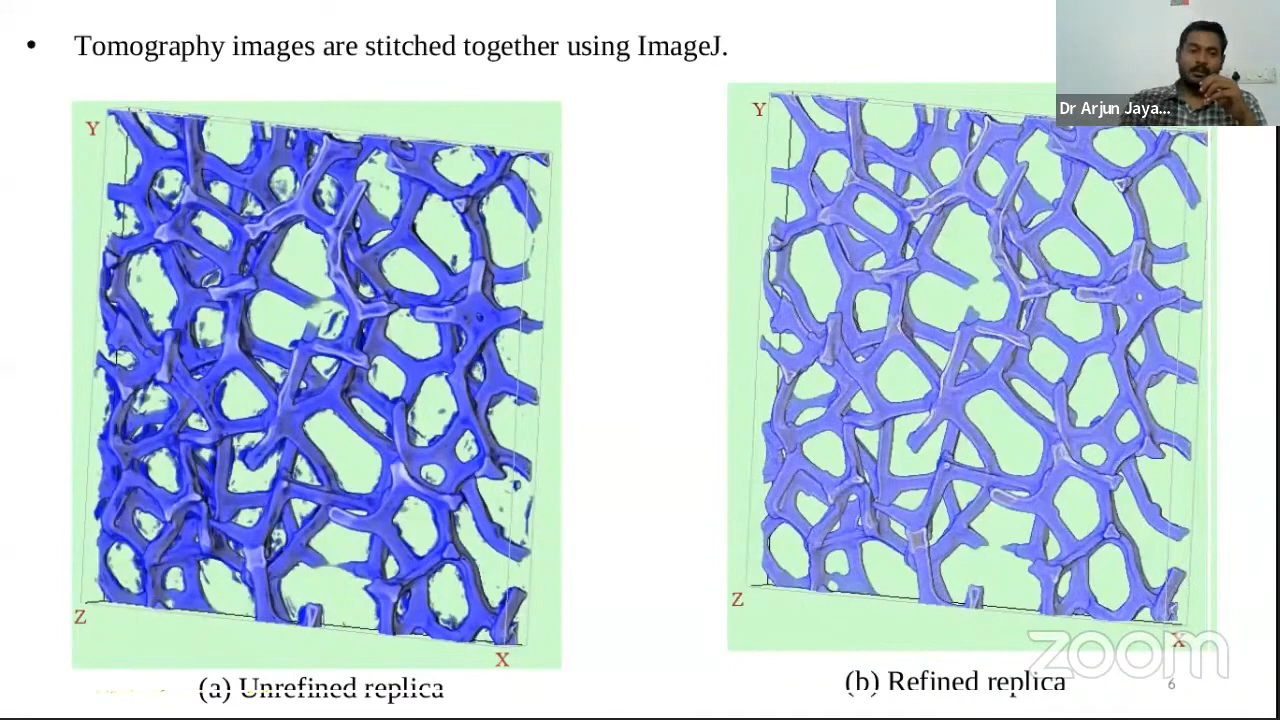 • Tomography images are stitched together using ImageJ.
Y
Y
Dr Arjun Jaya...
Z
X
Z
X
zoom
(a) Unrefined replica
(b) Refined replica
6